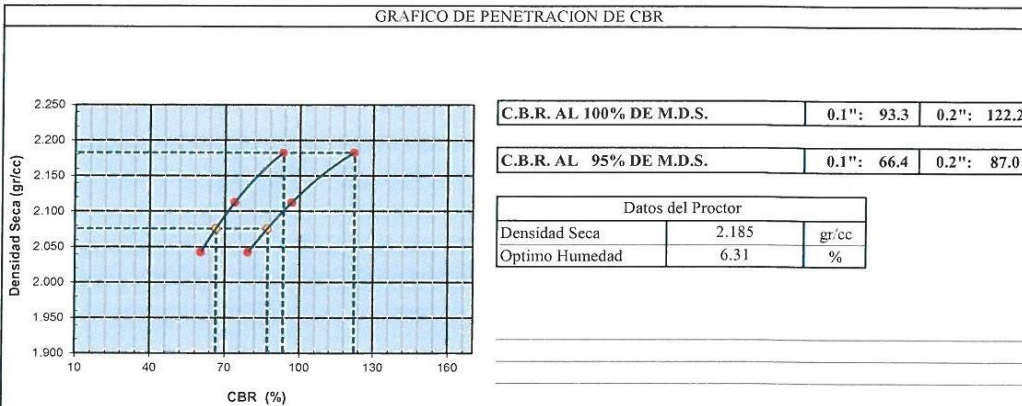 GRAFICO DE PENETRACION DE CBR
2.250
2.200
2.150
2.100
2.050
2.000
1.950
1.900
Densidad Seca (gr/cc)
10 40 70 100 130 160
CBR (%)
C.B.R. AL 100% DE M.D.S. 0.1": 93.3 0.2": 122.2
C.B.R. AL 95% DE M.D.S. 0.1": 66.4 0.2": 87.0
Datos del Proctor
Densidad Seca 2.185 gr/cc
Optimo Humedad 6.31 %